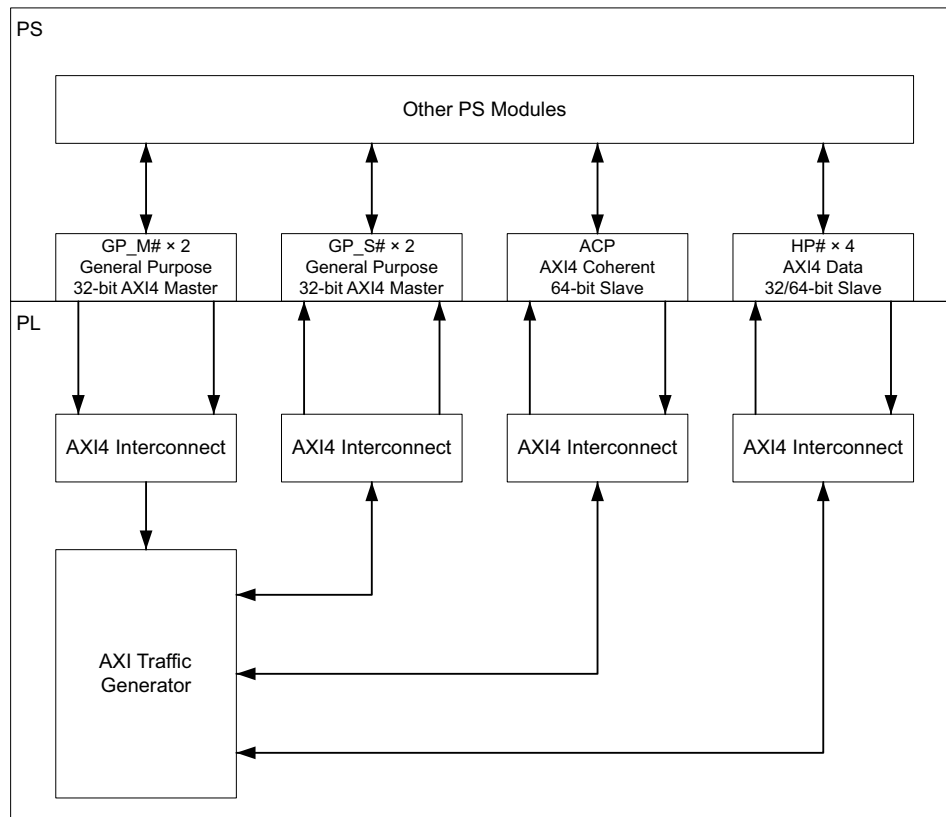 PS
Other PS Modules
GP_M# × 2
General Purpose
32-bit AXI4 Master
GP_S# × 2
General Purpose
32-bit AXI4 Master
ACP
AXI4 Coherent
64-bit Slave
HP# × 4
AXI4 Data
32/64-bit Slave
PL
AXI4 Interconnect
AXI4 Interconnect
AXI4 Interconnect
AXI4 Interconnect
AXI Traffic
Generator